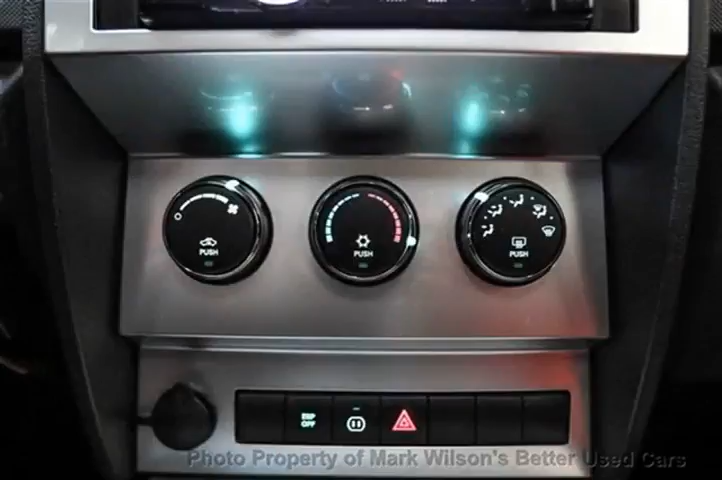 PUSH
PUSH
PUSH
ESP
OFF
Photo Property of Mark Wilson's Better Used Cars